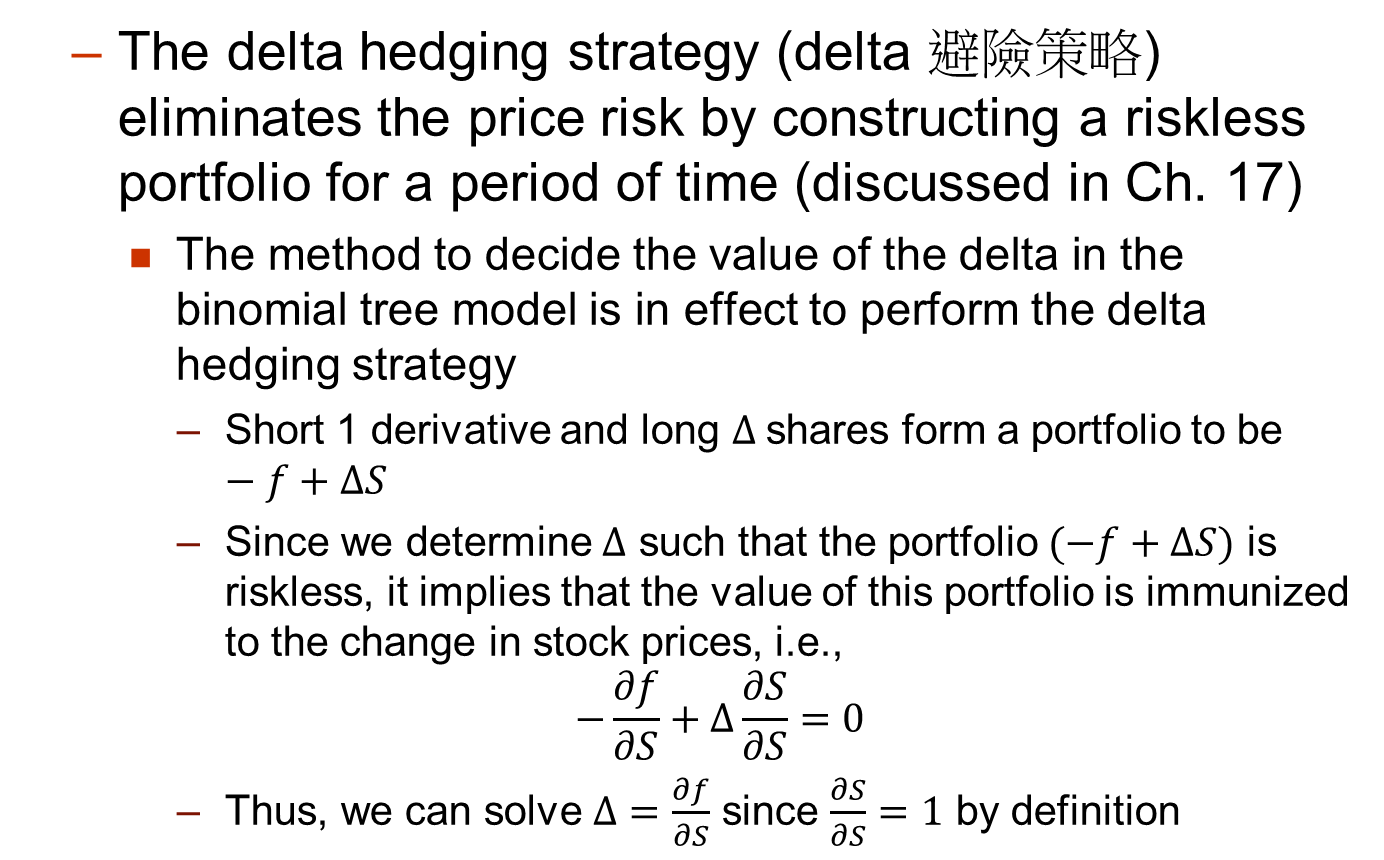 – The delta hedging strategy (delta 避險策略)
eliminates the price risk by constructing a riskless
portfolio for a period of time (discussed in Ch. 17)
■ The method to decide the value of the delta in the
binomial tree model is in effect to perform the delta
hedging strategy
– Short 1 derivative and long Δ shares form a portfolio to be
− 𝑓 + Δ𝑆
– Since we determine Δ such that the portfolio (−𝑓 + Δ𝑆) is
riskless, it implies that the value of this portfolio is immunized
to the change in stock prices, i.e.,
−∂𝑓/∂𝑆 + Δ ∂𝑆/∂𝑆 = 0
– Thus, we can solve Δ = ∂𝑓/∂𝑆 since ∂𝑆/∂𝑆 = 1 by definition